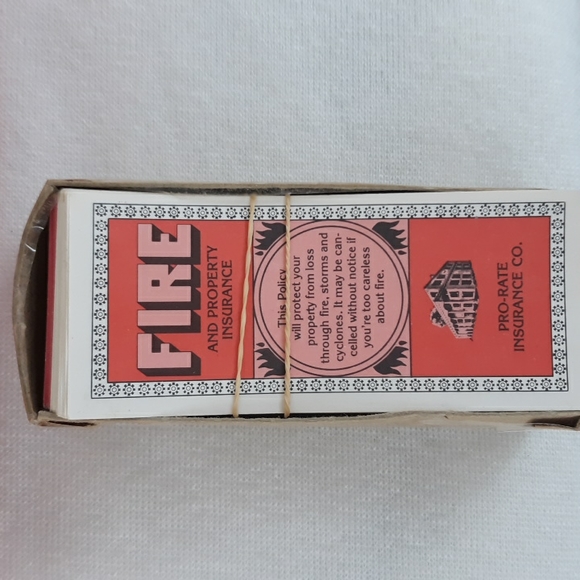 FIRE
AND PROPERTY
INSURANCE
This Policy
will protect your
property from loss
through fire, storms and
cyclones. It may be can-
celled without notice if
you're too careless
about fire.
PRO-RATE
INSURANCE CO.